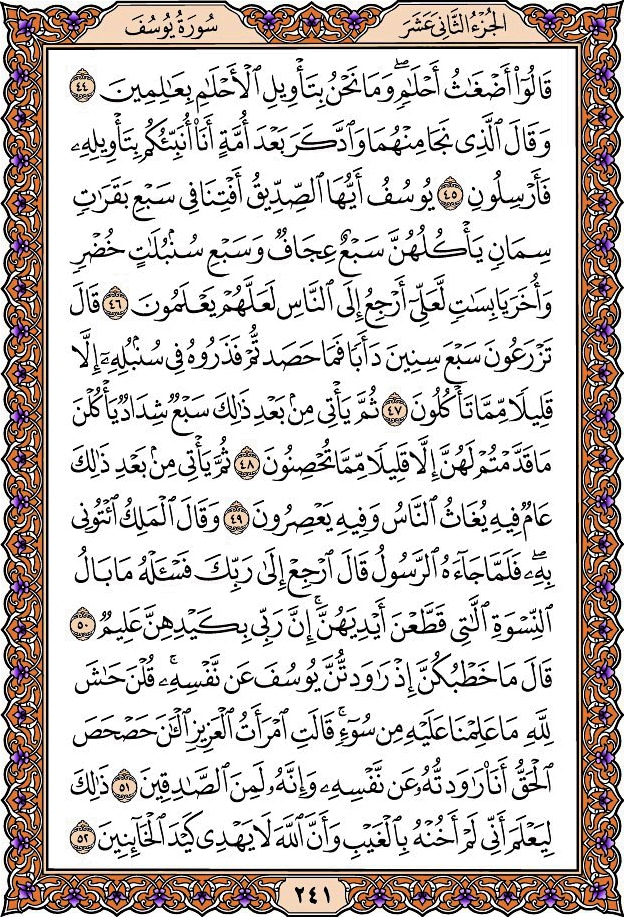 الجُزْءُ الثَّانِي عَشَرَ
سُورَةُ يُوسُفَ
قَالُوٓا۟ أَضْغَٰثُ أَحْلَٰمٍۢ ۖ وَمَا نَحْنُ بِتَأْوِيلِ ٱلْأَحْلَٰمِ بِعَٰلِمِينَ ٤٤
وَقَالَ ٱلَّذِى نَجَا مِنْهُمَا وَٱدَّكَرَ بَعْدَ أُمَّةٍ أَنَا۠ أُنَبِّئُكُم بِتَأْوِيلِهِۦ
فَأَرْسِلُونِ ٤٥ يُوسُفُ أَيُّهَا ٱلصِّدِّيقُ أَفْتِنَا فِى سَبْعِ بَقَرَٰتٍۢ
سِمَانٍۢ يَأْكُلُهُنَّ سَبْعٌ عِجَافٌۭ وَسَبْعِ سُنۢبُلَٰتٍ خُضْرٍۢ
وَأُخَرَ يَابِسَٰتٍۢ لَّعَلِّىٓ أَرْجِعُ إِلَى ٱلنَّاسِ لَعَلَّهُمْ يَعْلَمُونَ ٤٦ قَالَ
تَزْرَعُونَ سَبْعَ سِنِينَ دَأَبًۭا فَمَا حَصَدتُّمْ فَذَرُوهُ فِى سُنۢبُلِهِۦٓ إِلَّا
قَلِيلًۭا مِّمَّا تَأْكُلُونَ ٤٧ ثُمَّ يَأْتِى مِنۢ بَعْدِ ذَٰلِكَ سَبْعٌۭ شِدَادٌۭ يَأْكُلْنَ
مَا قَدَّمْتُمْ لَهُنَّ إِلَّا قَلِيلًۭا مِّمَّا تُحْصِنُونَ ٤٨ ثُمَّ يَأْتِى مِنۢ بَعْدِ ذَٰلِكَ
عَامٌۭ فِيهِ يُغَاثُ ٱلنَّاسُ وَفِيهِ يَعْصِرُونَ ٤٩ وَقَالَ ٱلْمَلِكُ ٱئْتُونِى
بِهِۦ ۖ فَلَمَّا جَآءَهُ ٱلرَّسُولُ قَالَ ٱرْجِعْ إِلَىٰ رَبِّكَ فَسْـَٔلْهُ مَا بَالُ
ٱلنِّسْوَةِ ٱلَّٰتِى قَطَّعْنَ أَيْدِيَهُنَّ ۚ إِنَّ رَبِّى بِكَيْدِهِنَّ عَلِيمٌۭ ٥٠
قَالَ مَا خَطْبُكُنَّ إِذْ رَٰوَدتُّنَّ يُوسُفَ عَن نَّفْسِهِۦ ۚ قُلْنَ حَٰشَ
لِلَّهِ مَا عَلِمْنَا عَلَيْهِ مِن سُوٓءٍۢ ۚ قَالَتِ ٱمْرَأَتُ ٱلْعَزِيزِ ٱلْـَٰٔنَ حَصْحَصَ
ٱلْحَقُّ أَنَا۠ رَٰوَدتُّهُۥ عَن نَّفْسِهِۦ وَإِنَّهُۥ لَمِنَ ٱلصَّٰدِقِينَ ٥١ ذَٰلِكَ
لِيَعْلَمَ أَنِّى لَمْ أَخُنْهُ بِٱلْغَيْبِ وَأَنَّ ٱللَّهَ لَا يَهْدِى كَيْدَ ٱلْخَآئِنِينَ ٥٢
٢٤١